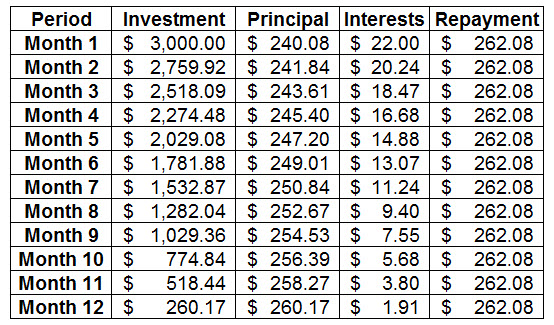 Period Investment Principal Interests Repayment
Month 1 $ 3,000.00 $ 240.08 $ 22.00 $ 262.08
Month 2 $ 2,759.92 $ 241.84 $ 20.24 $ 262.08
Month 3 $ 2,518.09 $ 243.61 $ 18.47 $ 262.08
Month 4 $ 2,274.48 $ 245.40 $ 16.68 $ 262.08
Month 5 $ 2,029.08 $ 247.20 $ 14.88 $ 262.08
Month 6 $ 1,781.88 $ 249.01 $ 13.07 $ 262.08
Month 7 $ 1,532.87 $ 250.84 $ 11.24 $ 262.08
Month 8 $ 1,282.04 $ 252.67 $ 9.40 $ 262.08
Month 9 $ 1,029.36 $ 254.53 $ 7.55 $ 262.08
Month 10 $ 774.84 $ 256.39 $ 5.68 $ 262.08
Month 11 $ 518.44 $ 258.27 $ 3.80 $ 262.08
Month 12 $ 260.17 $ 260.17 $ 1.91 $ 262.08